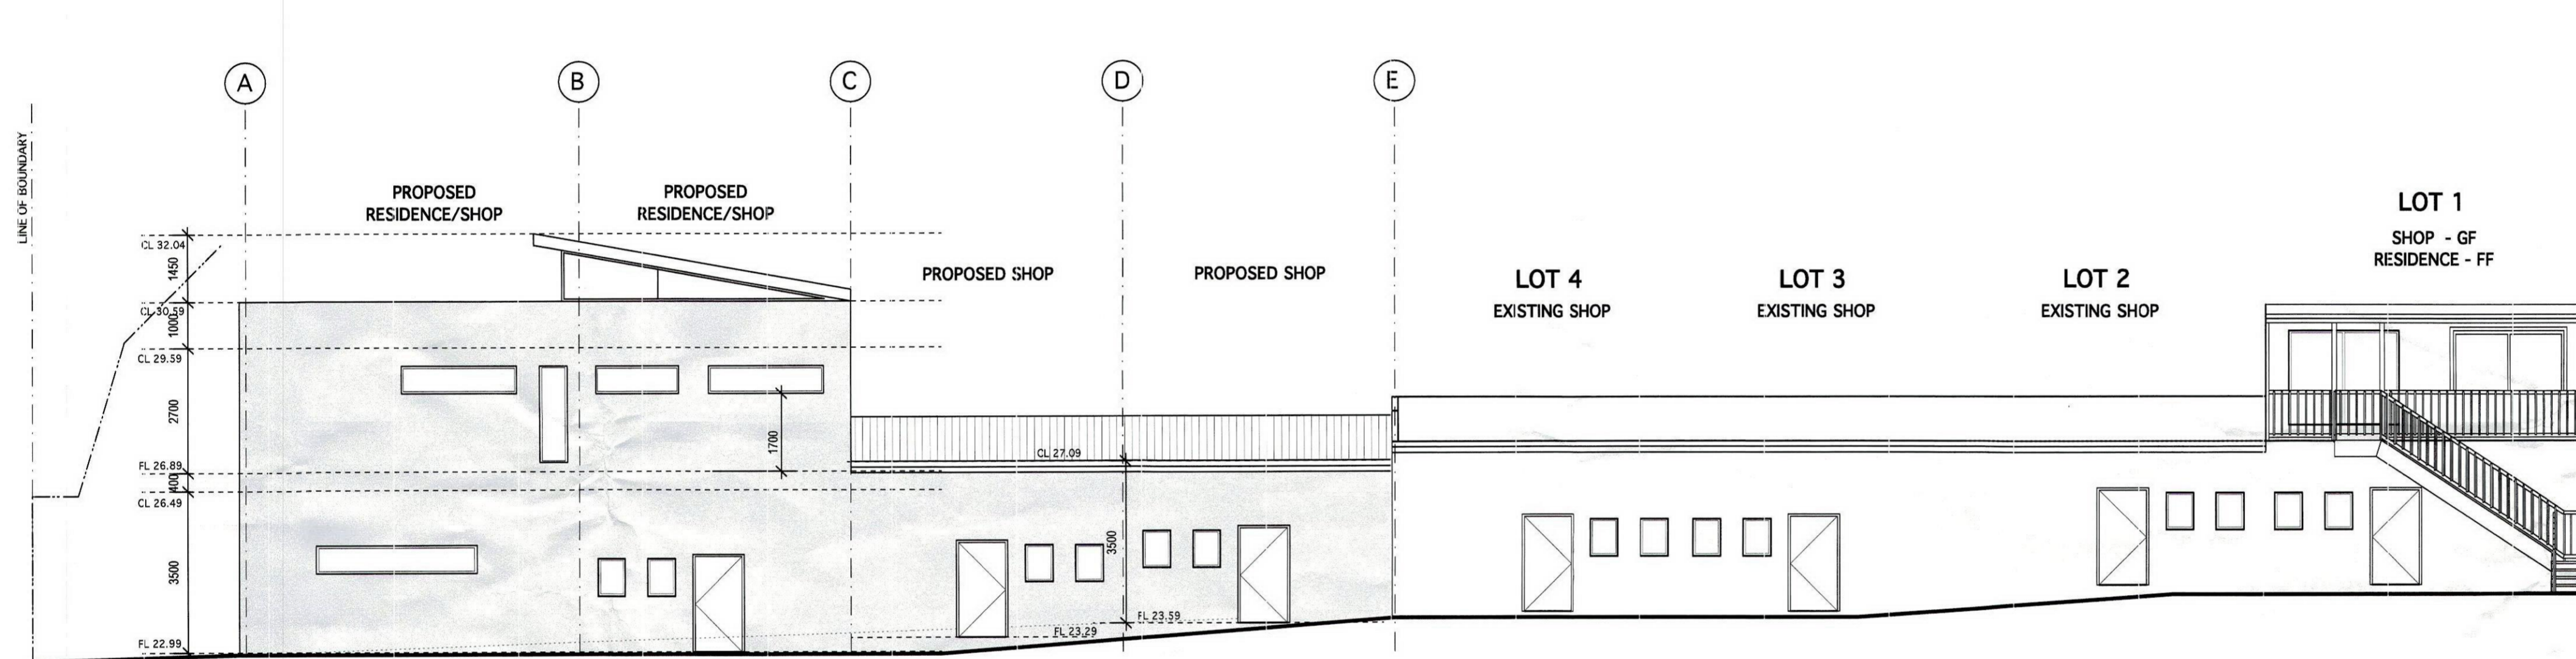 A
B
C
D
E
LINE OF BOUNDARY
PROPOSED
RESIDENCE/SHOP
PROPOSED
RESIDENCE/SHOP
PROPOSED SHOP
PROPOSED SHOP
LOT 4
EXISTING SHOP
LOT 3
EXISTING SHOP
LOT 2
EXISTING SHOP
LOT 1
SHOP - GF
RESIDENCE - FF
CL 32.04
1450
CL 30.59
1000
CL 29.59
2700
FL 26.89
400
CL 26.49
3500
FL 22.99
1700
CL 27.09
3500
FL 23.59
FL 23.29